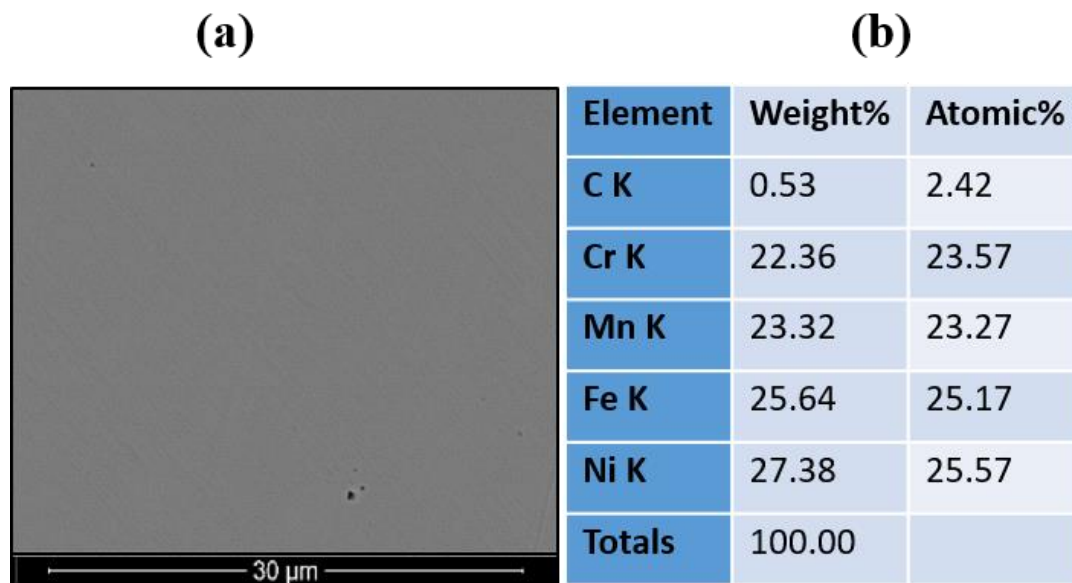 (a)
(b)
Element Weight% Atomic%
C K 0.53 2.42
Cr K 22.36 23.57
Mn K 23.32 23.27
Fe K 25.64 25.17
Ni K 27.38 25.57
Totals 100.00
30 µm